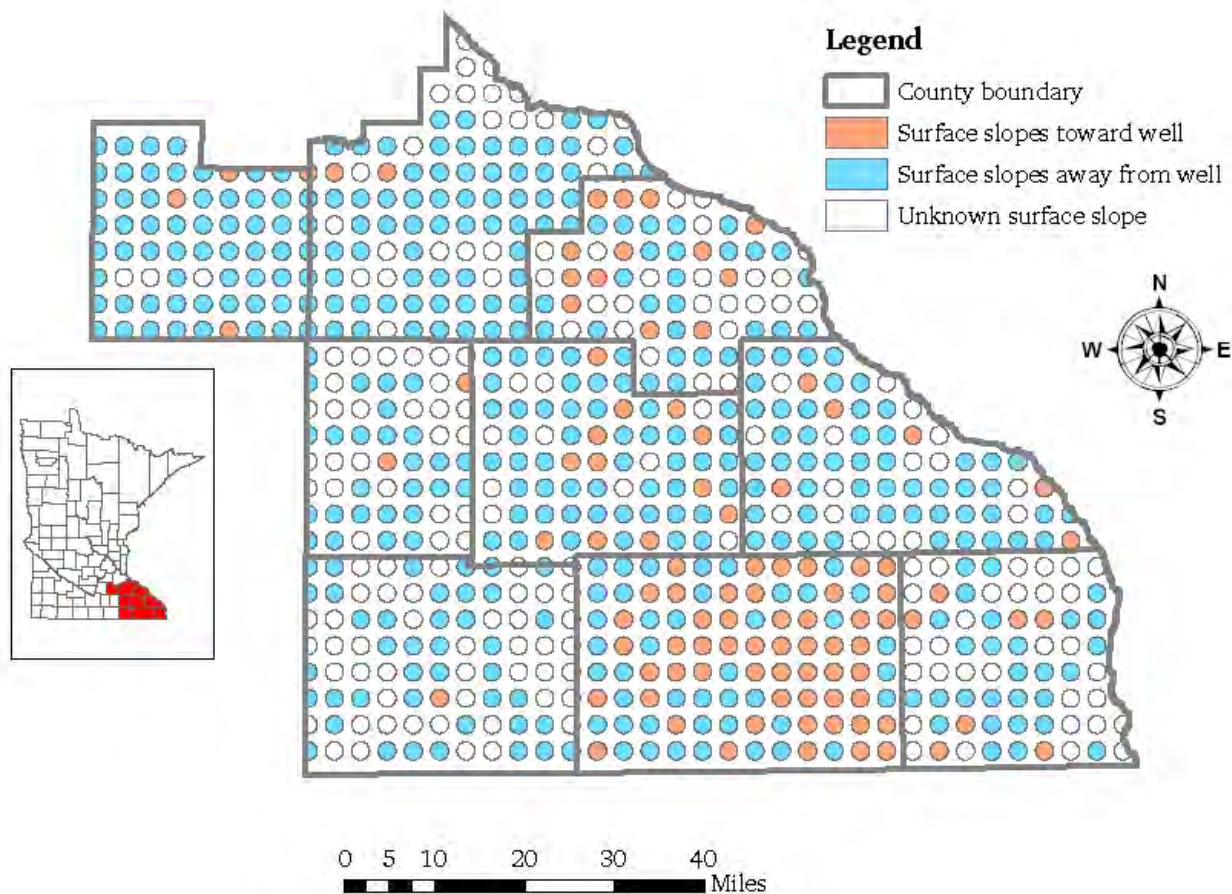 Legend
County boundary
Surface slopes toward well
Surface slopes away from well
Unknown surface slope
N
W
E
S
0 5 10 20 30 40
Miles